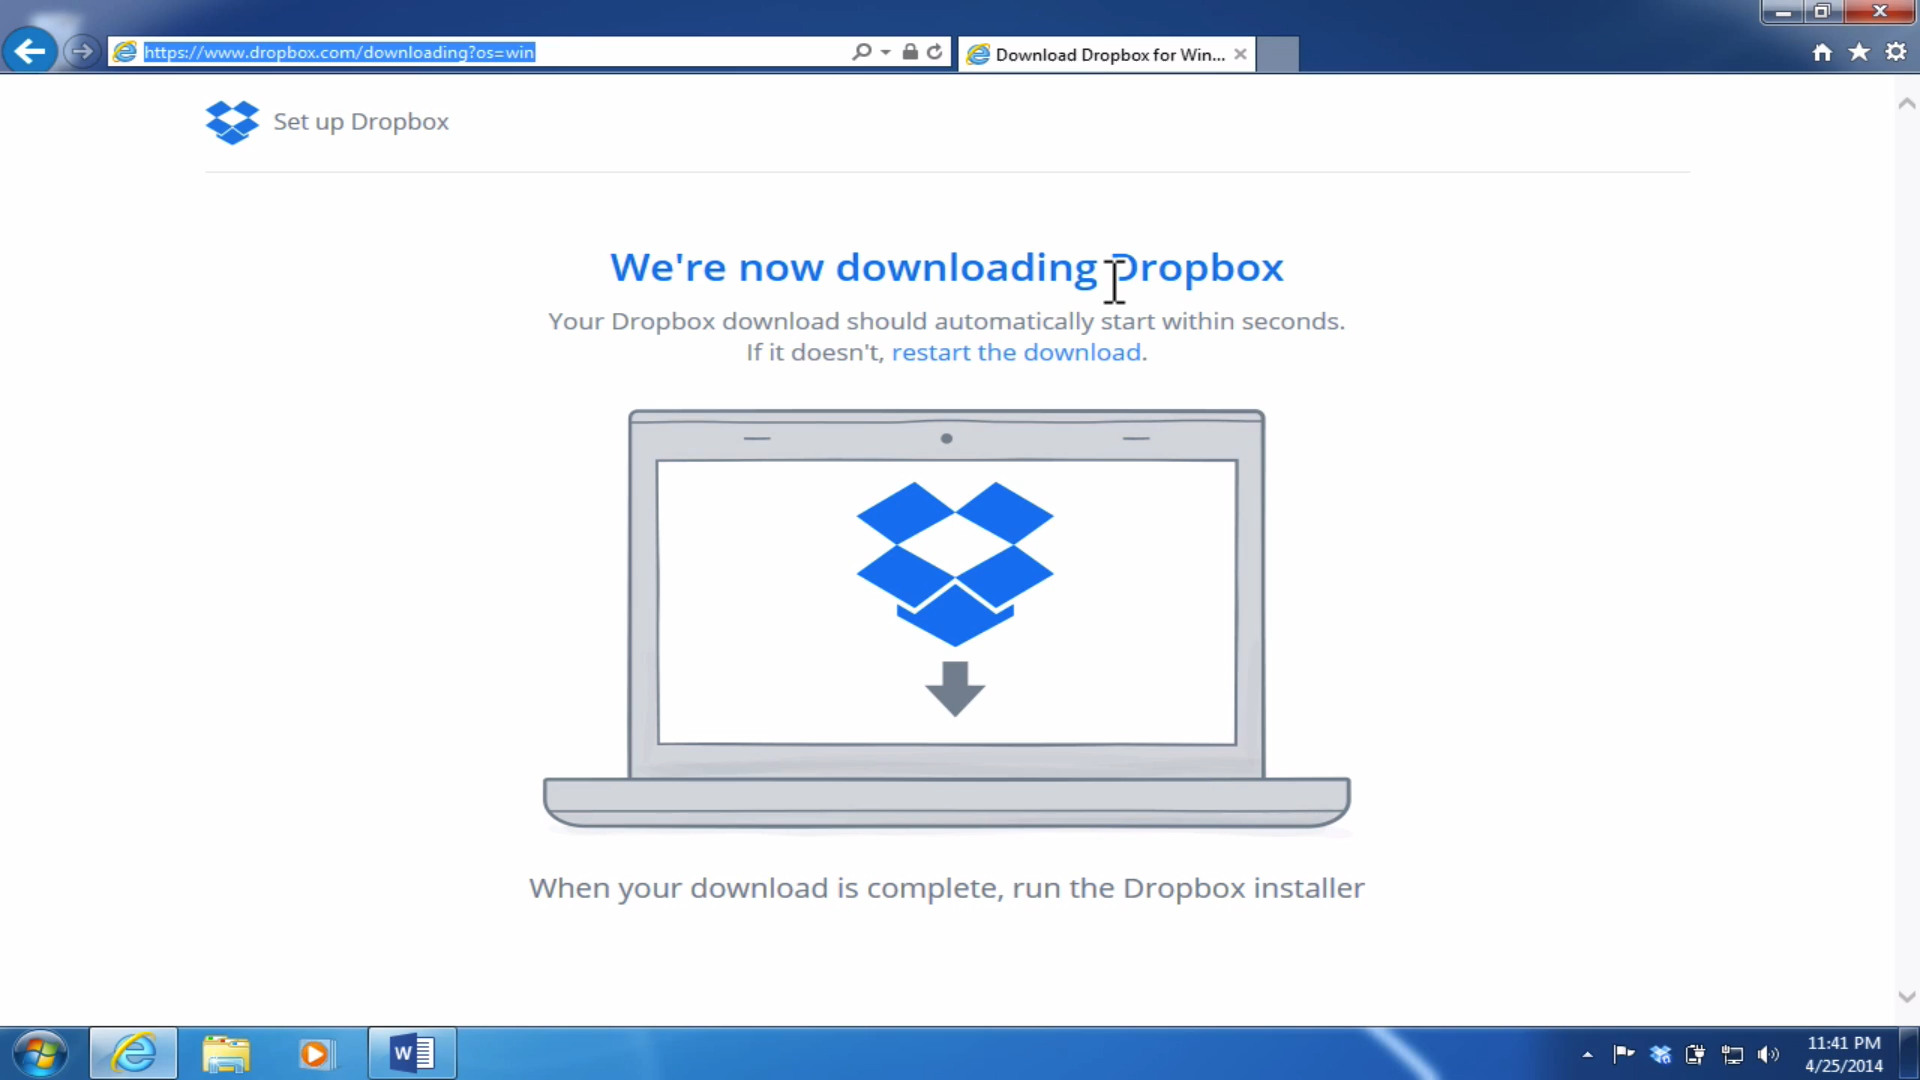 https://www.dropbox.com/downloading?os=win
Download Dropbox for Win...
Set up Dropbox
We're now downloading Dropbox
Your Dropbox download should automatically start within seconds.
If it doesn't, restart the download.
When your download is complete, run the Dropbox installer
W
11:41 PM
4/25/2014